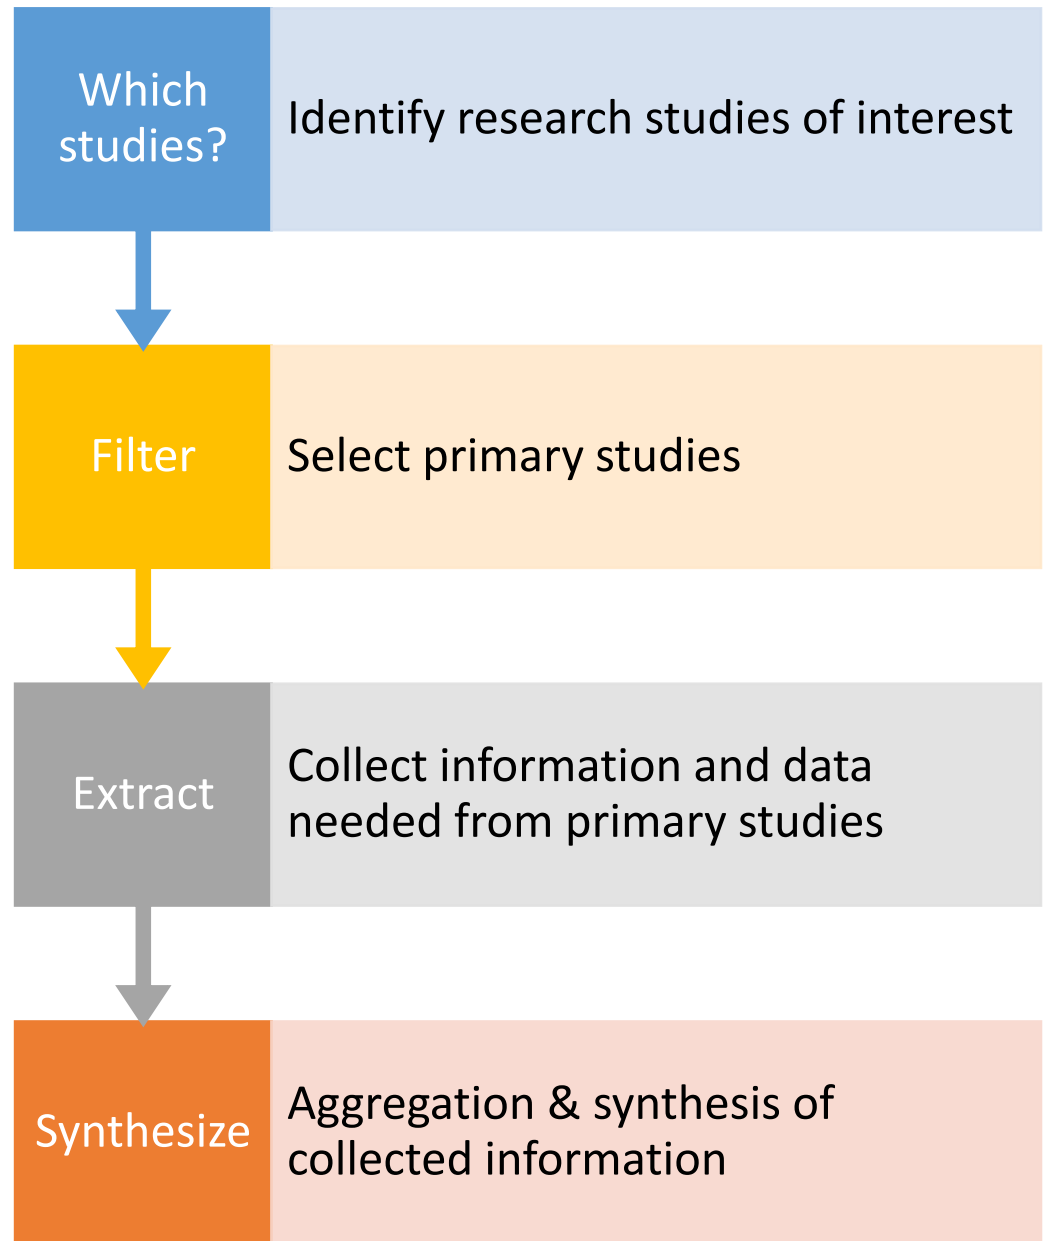 Which
studies?
Identify research studies of interest
Filter
Select primary studies
Extract
Collect information and data
needed from primary studies
Synthesize
Aggregation & synthesis of
collected information